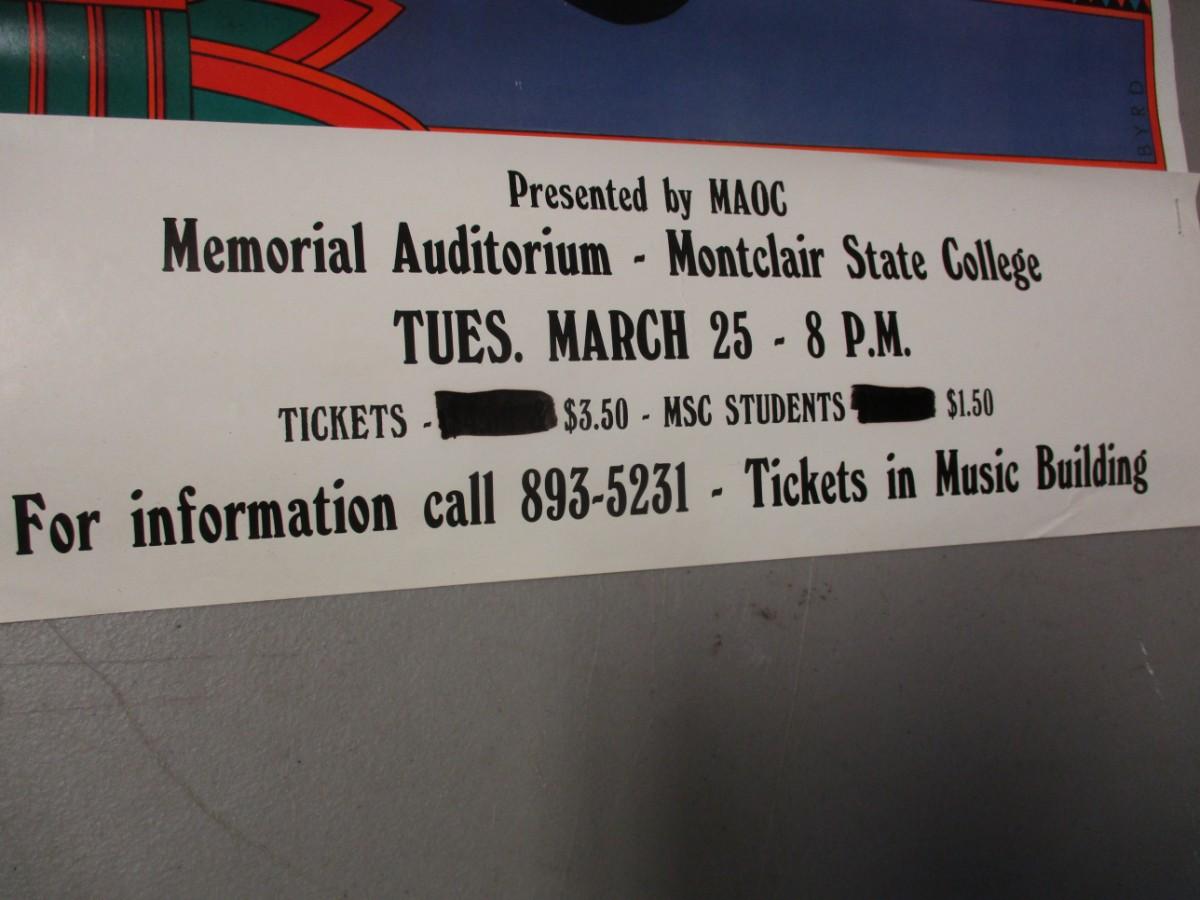 BYRD
Presented by MAOC
Memorial Auditorium - Montclair State College
TUES. MARCH 25 - 8 P.M.
TICKETS - $3.50 - MSC STUDENTS $1.50
For information call 893-5231 - Tickets in Music Building